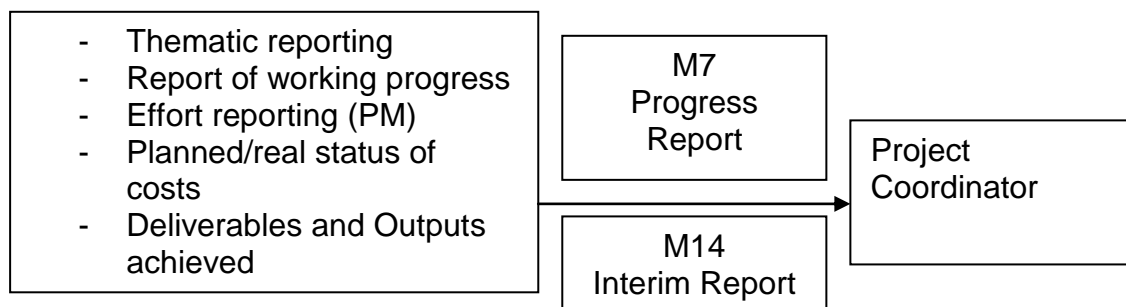 - Thematic reporting
- Report of working progress
- Effort reporting (PM)
- Planned/real status of
costs
- Deliverables and Outputs
achieved
M7
Progress
Report
M14
Interim Report
Project
Coordinator